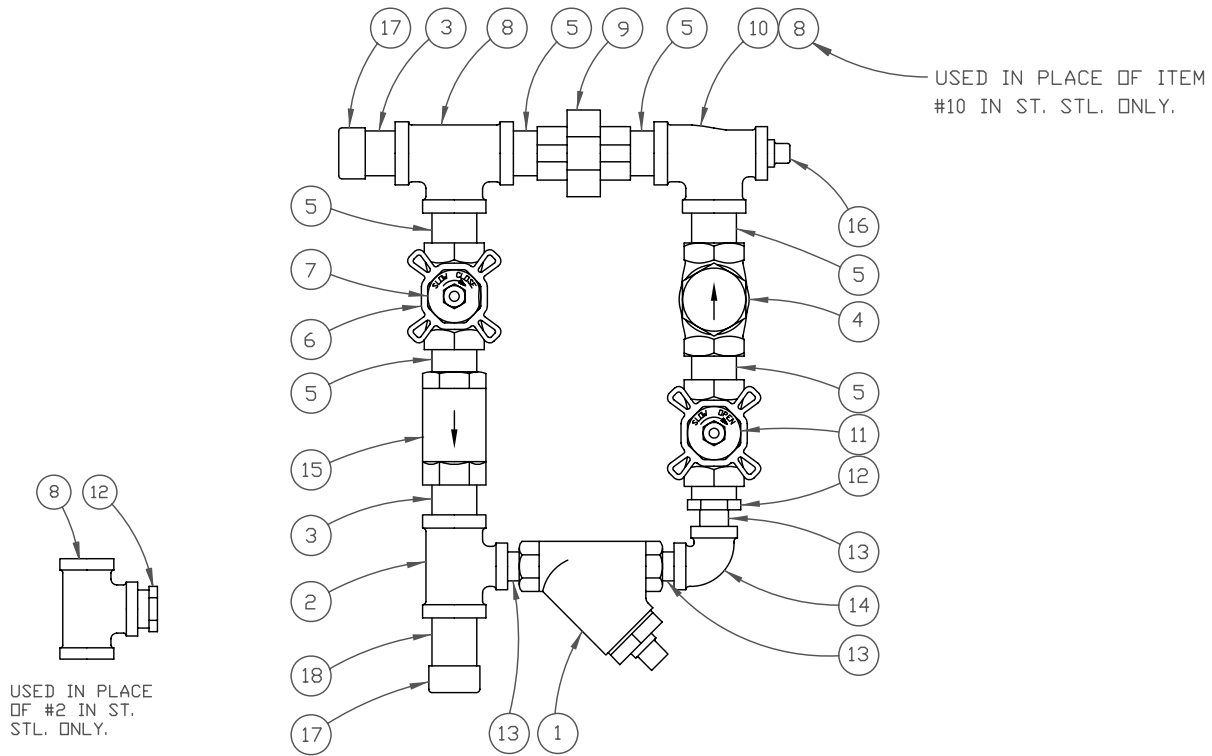 17 3 8 5 9 5 10 8
USED IN PLACE OF ITEM
#10 IN ST. STL. ONLY.
16
5
5
7
SLOW CLOSE
4
6
5
5
SLOW OPEN
11
15
12
8 12
3
13
2
14
13
18
USED IN PLACE
OF #2 IN ST.
STL. ONLY.
17
13
1